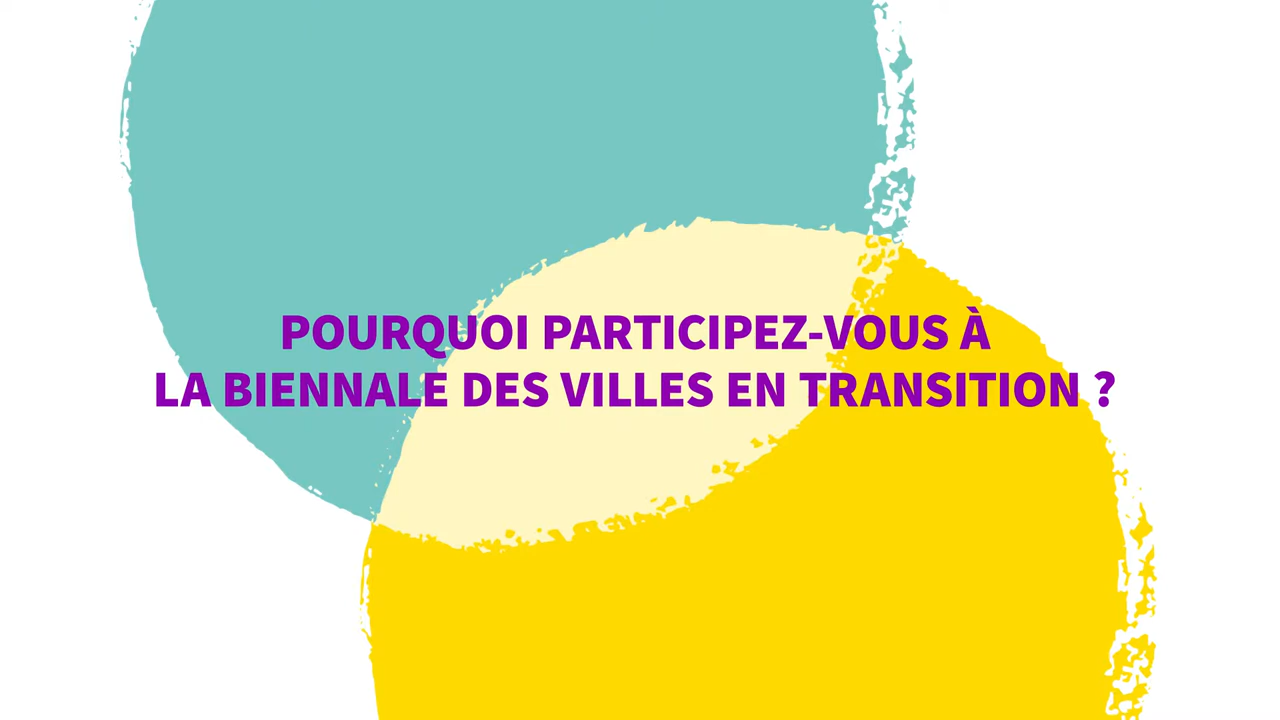 POURQUOI PARTICIPEZ-VOUS À
LA BIENNALE DES VILLES EN TRANSITION ?